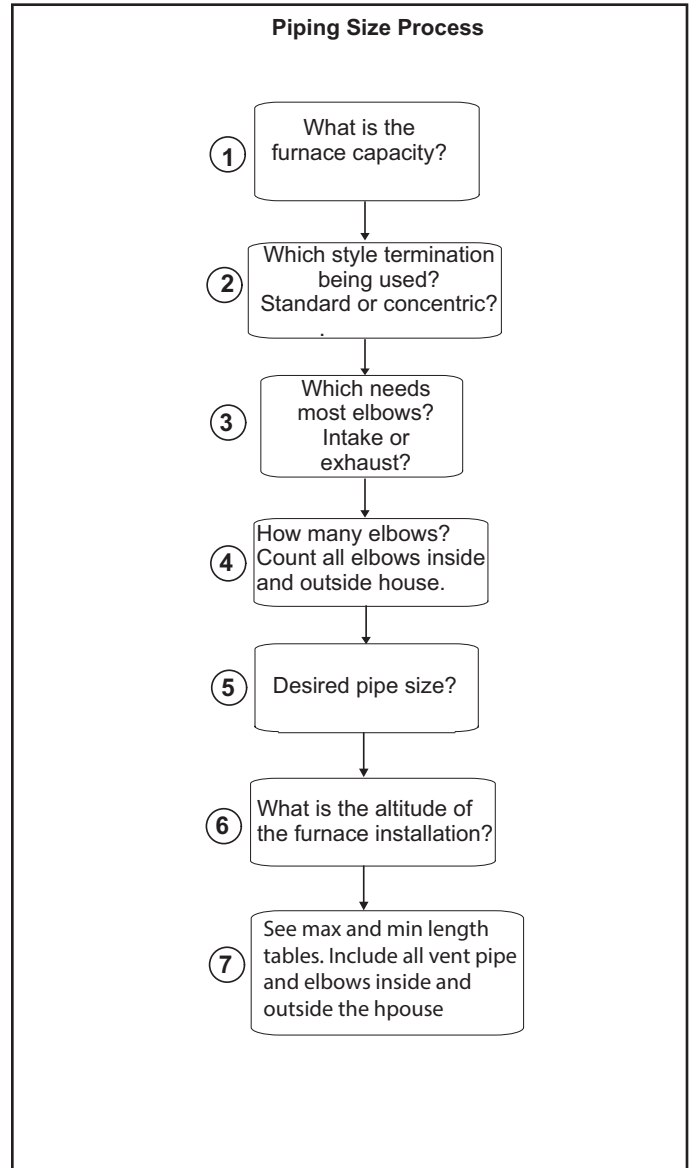 Piping Size Process
1
What is the
furnace capacity?
2
Which style termination
being used?
Standard or concentric?
.
3
Which needs
most elbows?
Intake or
exhaust?
4
How many elbows?
Count all elbows inside
and outside house.
5
Desired pipe size?
6
What is the altitude of
the furnace installation?
7
See max and min length
tables. Include all vent pipe
and elbows inside and
outside the hpouse